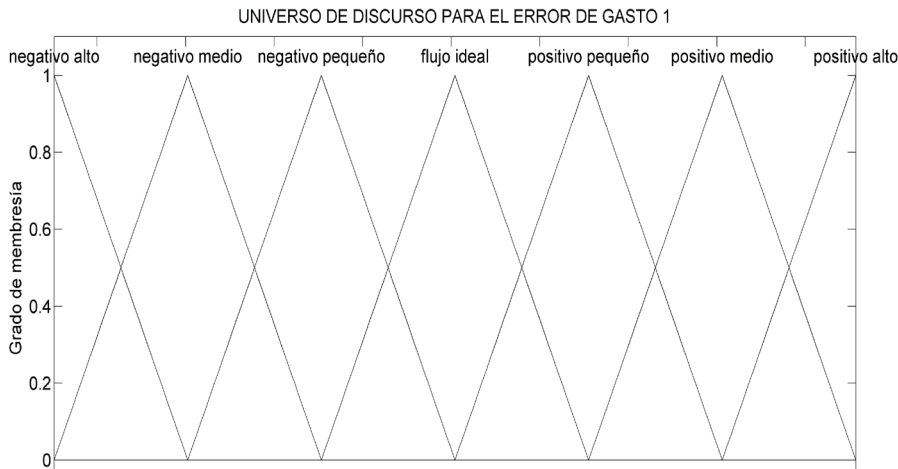 UNIVERSO DE DISCURSO PARA EL ERROR DE GASTO 1
negativo alto negativo medio negativo pequeño flujo ideal positivo pequeño positivo medio positivo alto
1
0.8
0.6
0.4
0.2
0
Grado de membresía